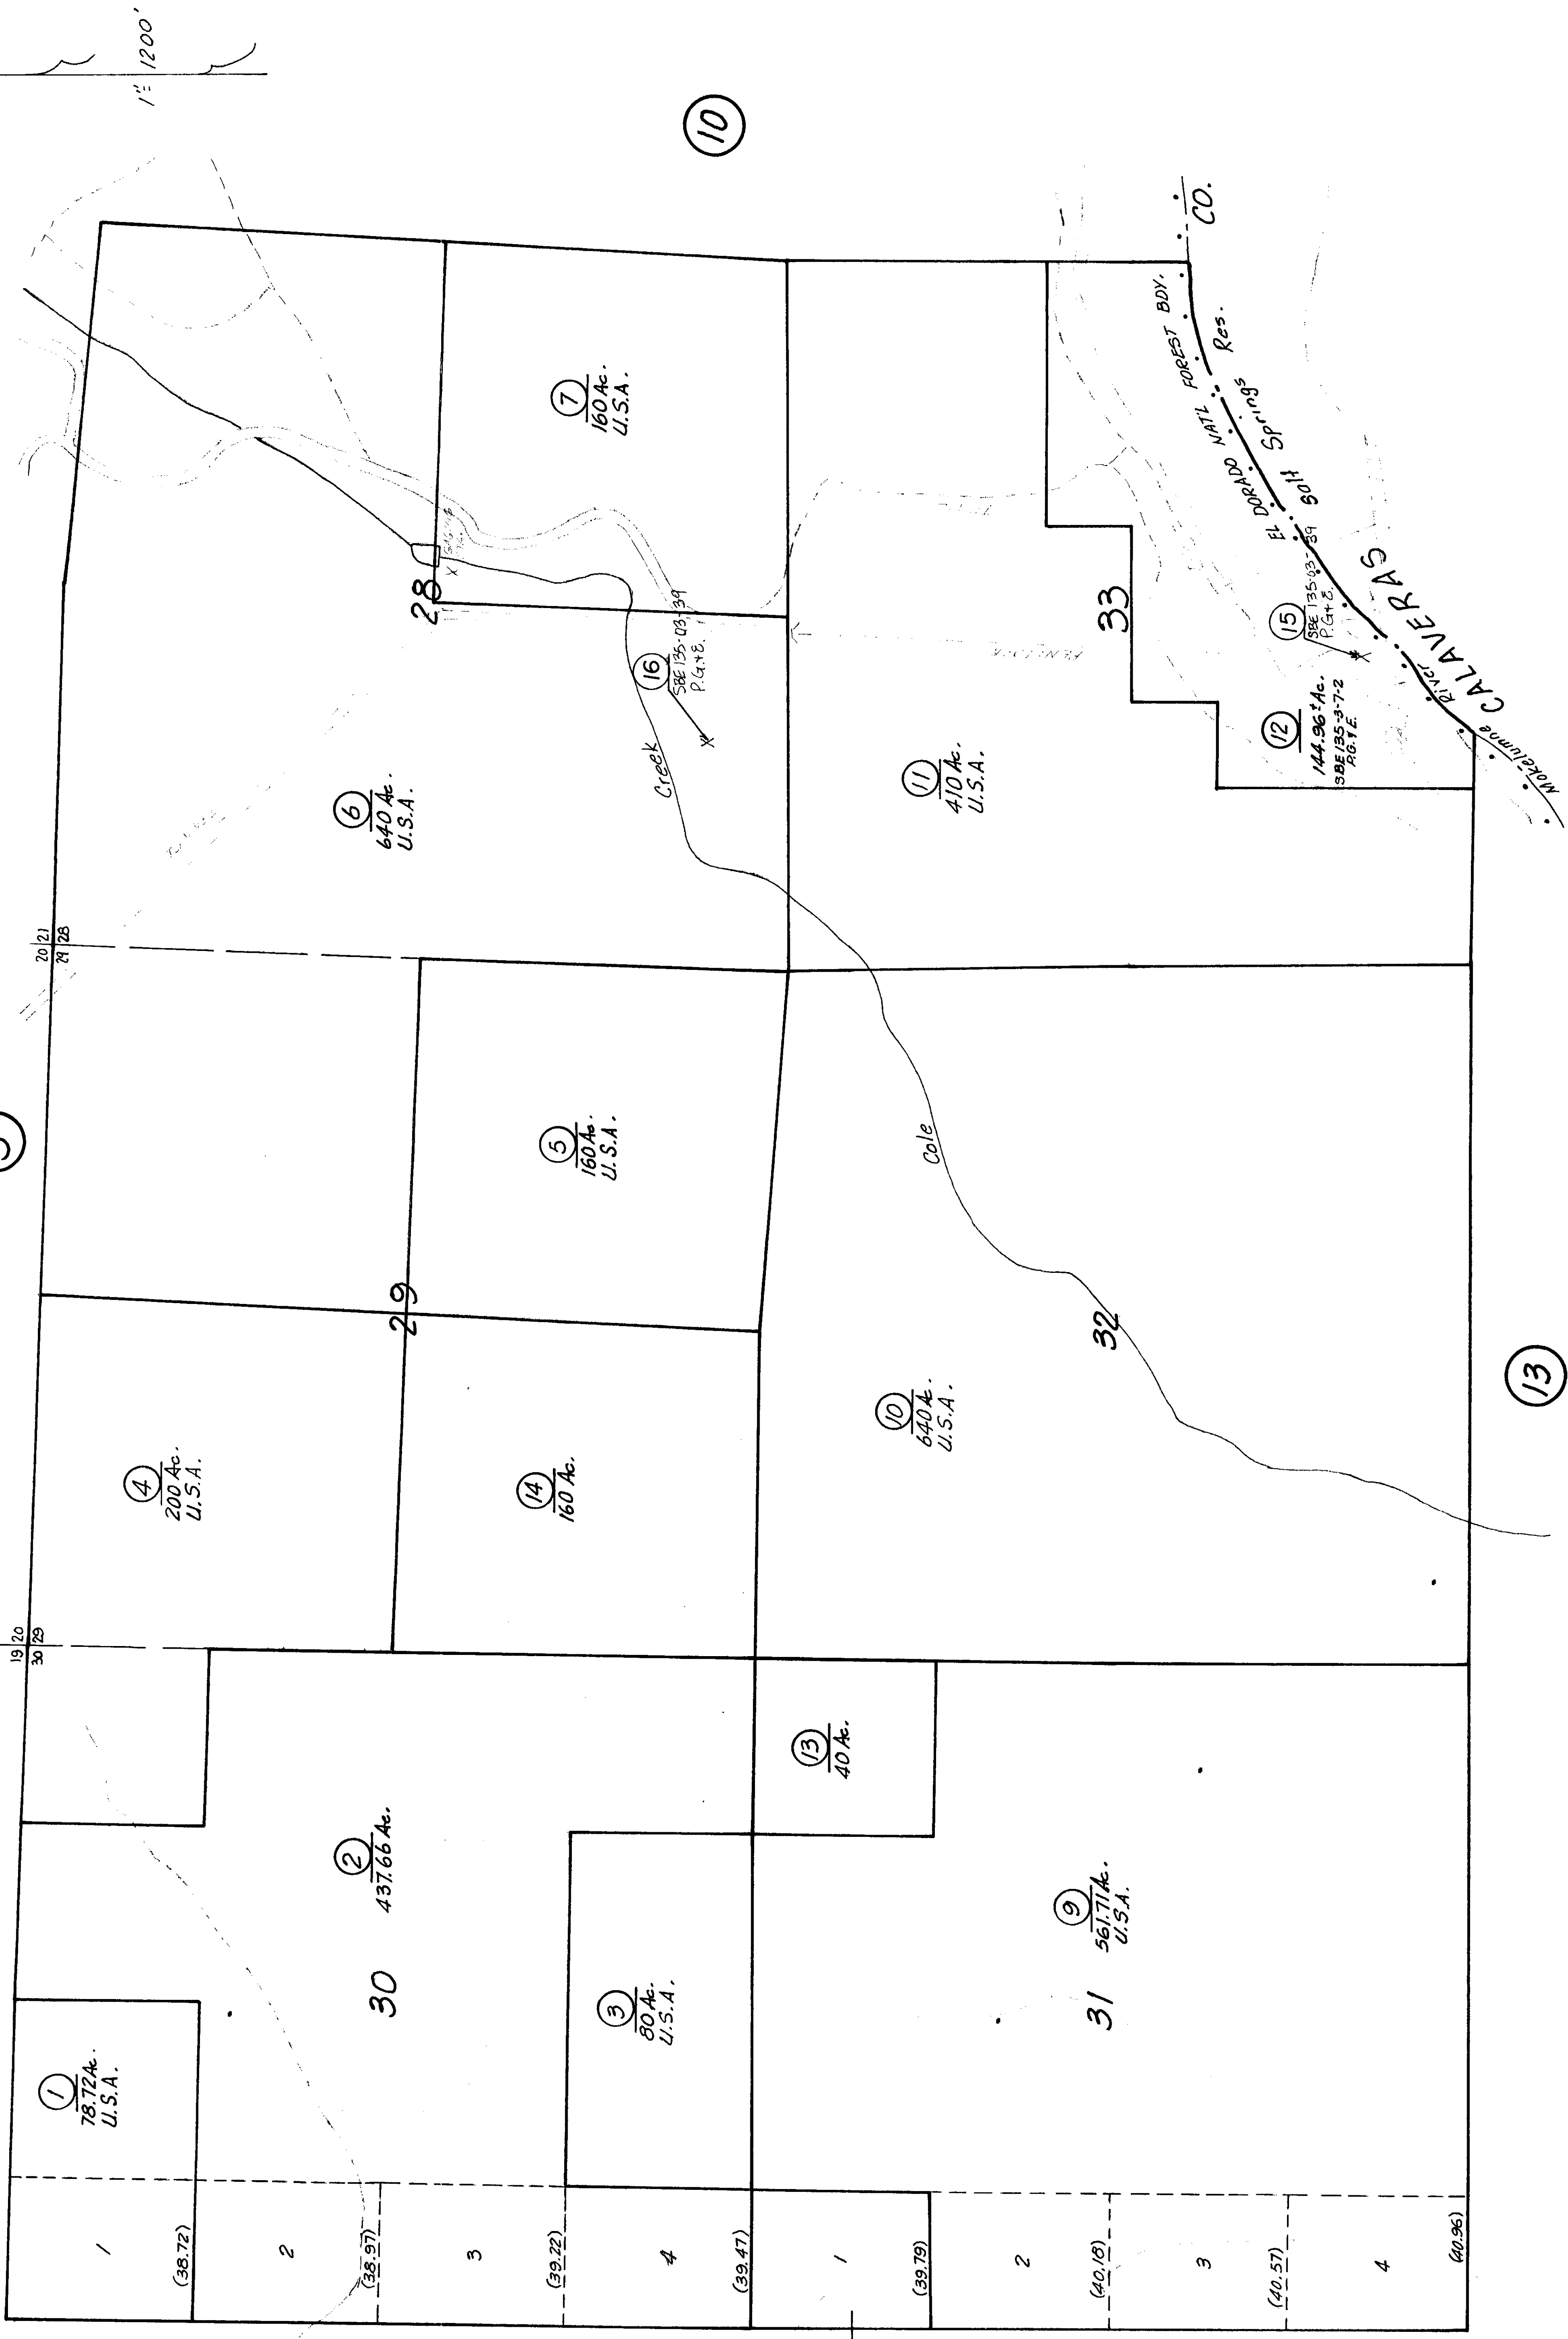 1"= 1200'
10
19 20
30 29
20 21
29 28
1
78.72 Ac.
U.S.A.
2
437.66 Ac.
30
3
80 Ac.
U.S.A.
4
200 Ac.
U.S.A.
14
160 Ac.
29
5
160 Ac.
U.S.A.
6
640 Ac.
U.S.A.
28
7
160 Ac.
U.S.A.
16
SBE 135-03-39
P.G.+E.
X
X
Creek
1
(38.72)
2
(38.97)
3
(39.22)
4
(39.47)
1
(39.79)
2
(40.18)
3
(40.57)
4
(40.96)
13
40 Ac.
9
561.71 Ac.
U.S.A.
31
10
640 Ac.
U.S.A.
32
Cole
11
410 Ac.
U.S.A.
33
12
144.96± Ac.
SBE 135-3-7-2
P.G.&E.
15
SBE 135-03-39
P.G.+E.
X
EL DORADO NAT'L FOREST BDY.
Salt Springs Res.
Mokelumne River
CALAVERAS CO.
13